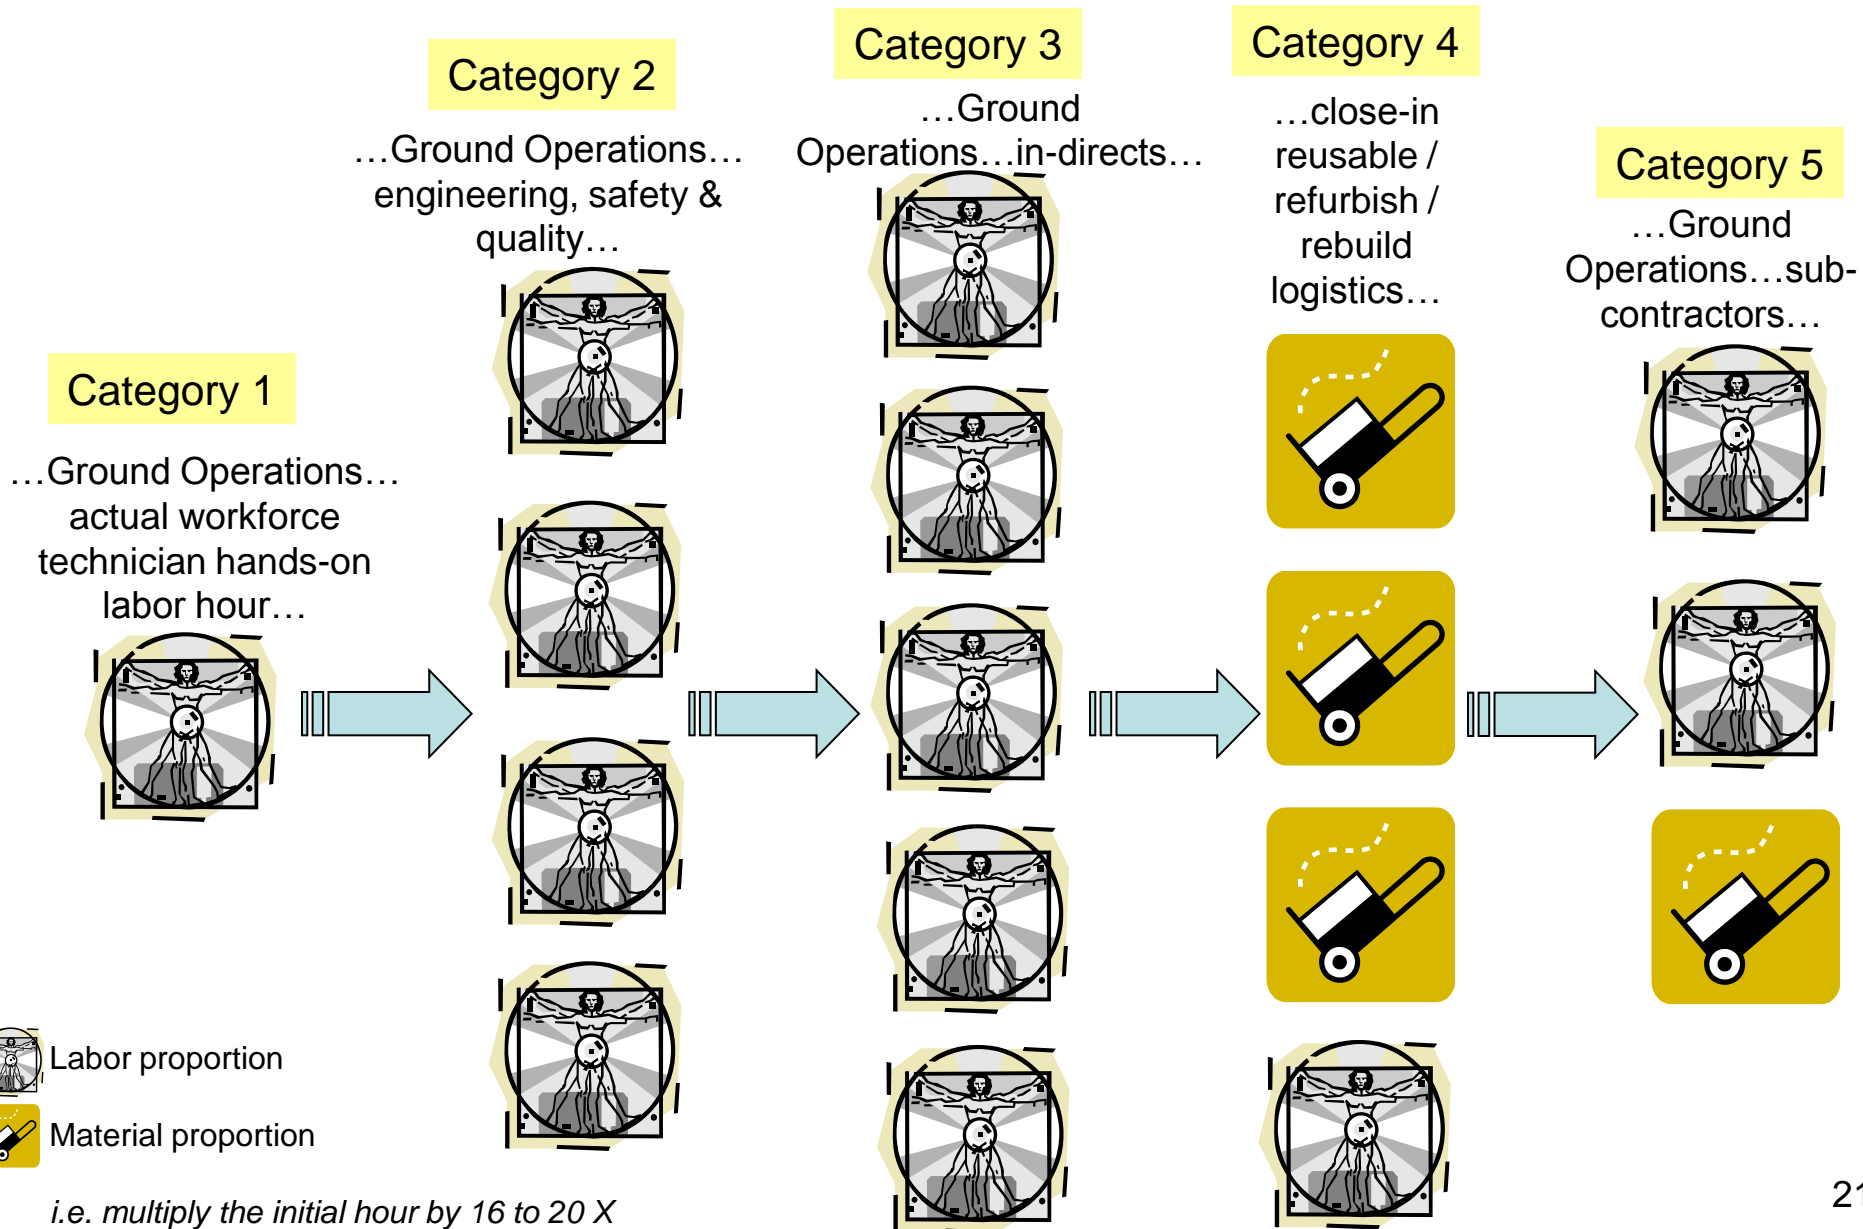 Category 1
…Ground Operations…
actual workforce
technician hands-on
labor hour…
Category 2
…Ground Operations…
engineering, safety &
quality…
Category 3
…Ground
Operations…in-directs…
Category 4
…close-in
reusable /
refurbish /
rebuild
logistics…
Category 5
…Ground
Operations…sub-
contractors…
Labor proportion
Material proportion
i.e. multiply the initial hour by 16 to 20 X
21